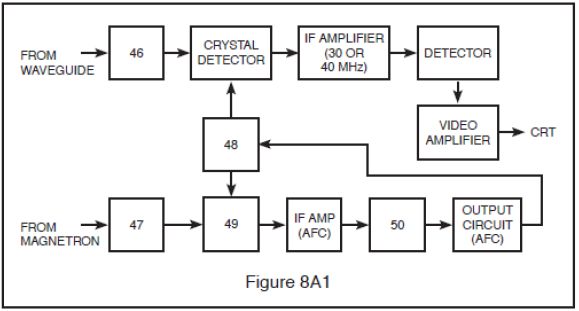 FROM
WAVEGUIDE
46
CRYSTAL
DETECTOR
IF AMPLIFIER
(30 OR
40 MHz)
DETECTOR
VIDEO
AMPLIFIER
CRT
48
FROM
MAGNETRON
47
49
IF AMP
(AFC)
50
OUTPUT
CIRCUIT
(AFC)
Figure 8A1